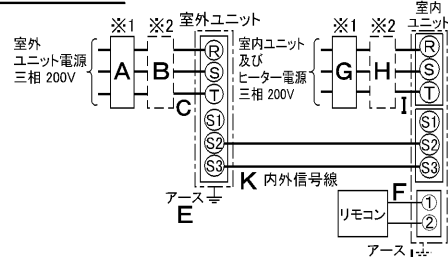 ※1 ※2 室外ユニット
室外
ユニット電源
三相 200V
A B C
R
S
T
S1
S2
S3
アース
E
K 内外信号線
※1 ※2
室内
ユニット
室内ユニット
及び
ヒーター電源
三相 200V
G H I
R
S
T
S1
S2
S3
F
リモコン
①
②
アース